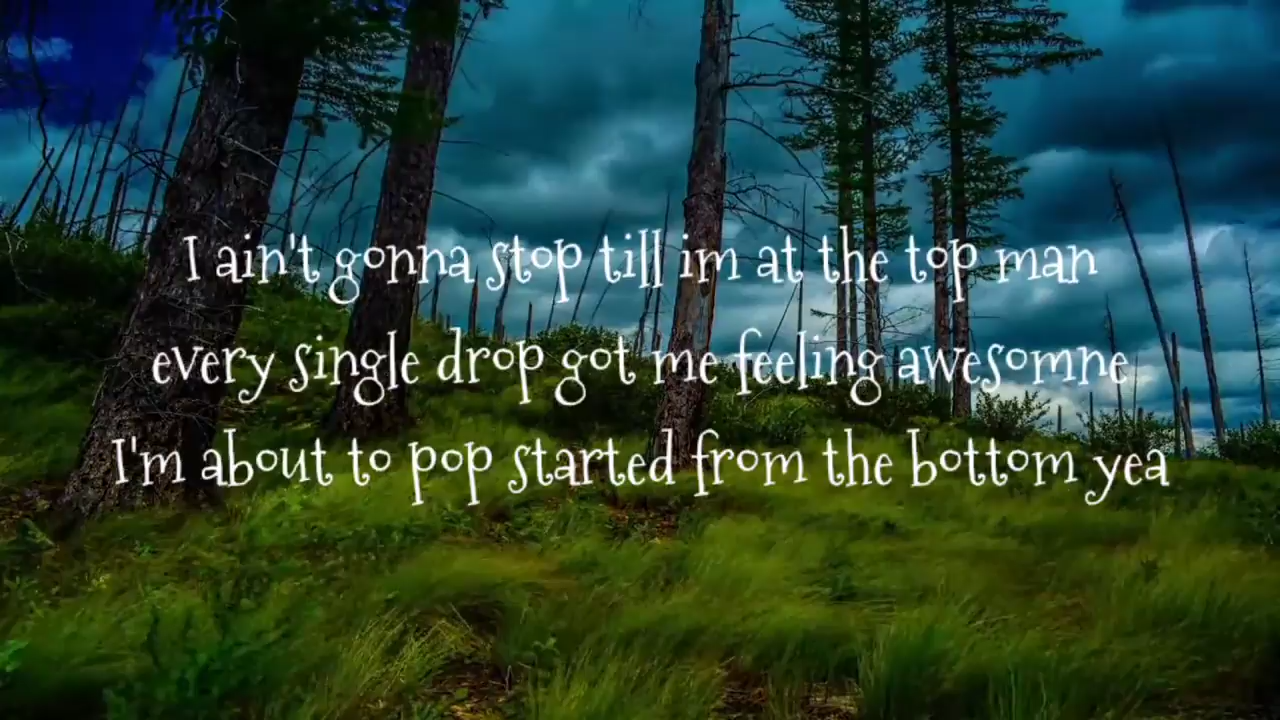 I ain't gonna stop till im at the top man
every single drop got me feeling awesomne
I'm about to pop started from the bottom yea